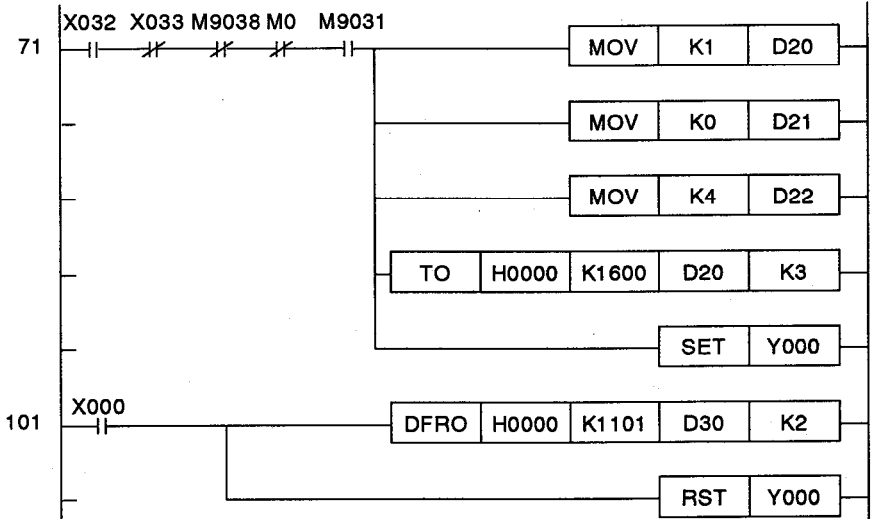 X032 X033 M9038 M0 M9031
71 MOV K1 D20
MOV K0 D21
MOV K4 D22
TO H0000 K1600 D20 K3
SET Y000
X000
101 DFRO H0000 K1101 D30 K2
RST Y000